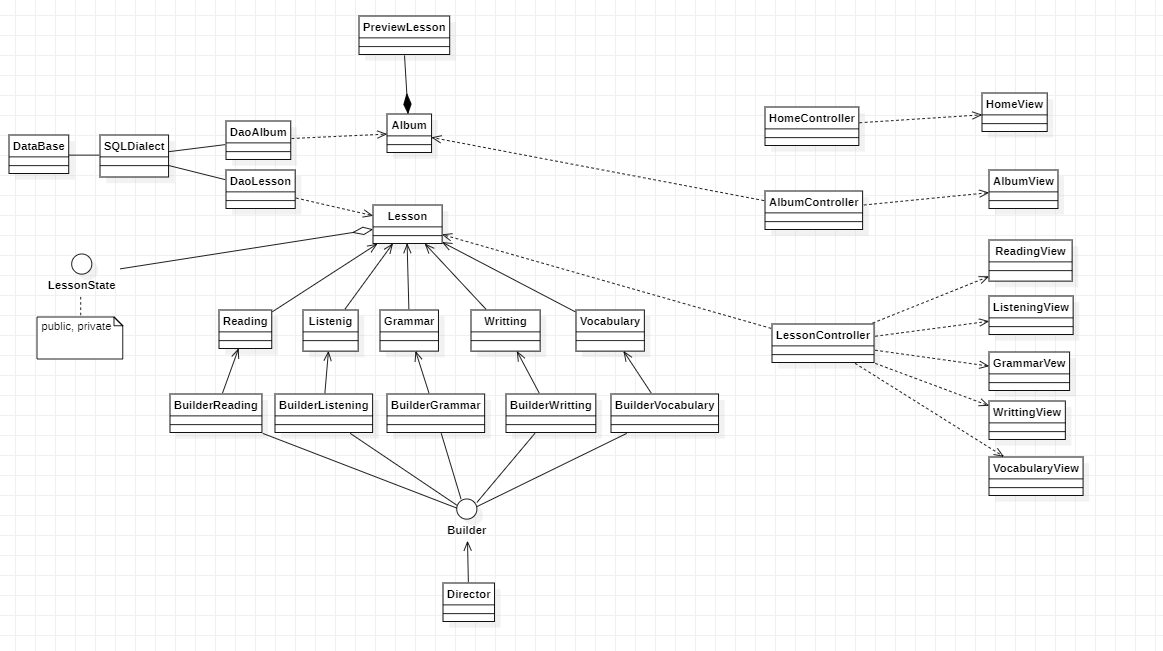 PreviewLesson
HomeView
HomeController
Album
DaoAlbum
DataBase
SQLDialect
DaoLesson
AlbumView
AlbumController
Lesson
ReadingView
LessonState
public, private
ListeningView
Reading
Listenig
Grammar
Writting
Vocabulary
LessonController
GrammarVew
BuilderReading
BuilderListening
BuilderGrammar
BuilderWritting
BuilderVocabulary
WrittingView
VocabularyView
Builder
Director